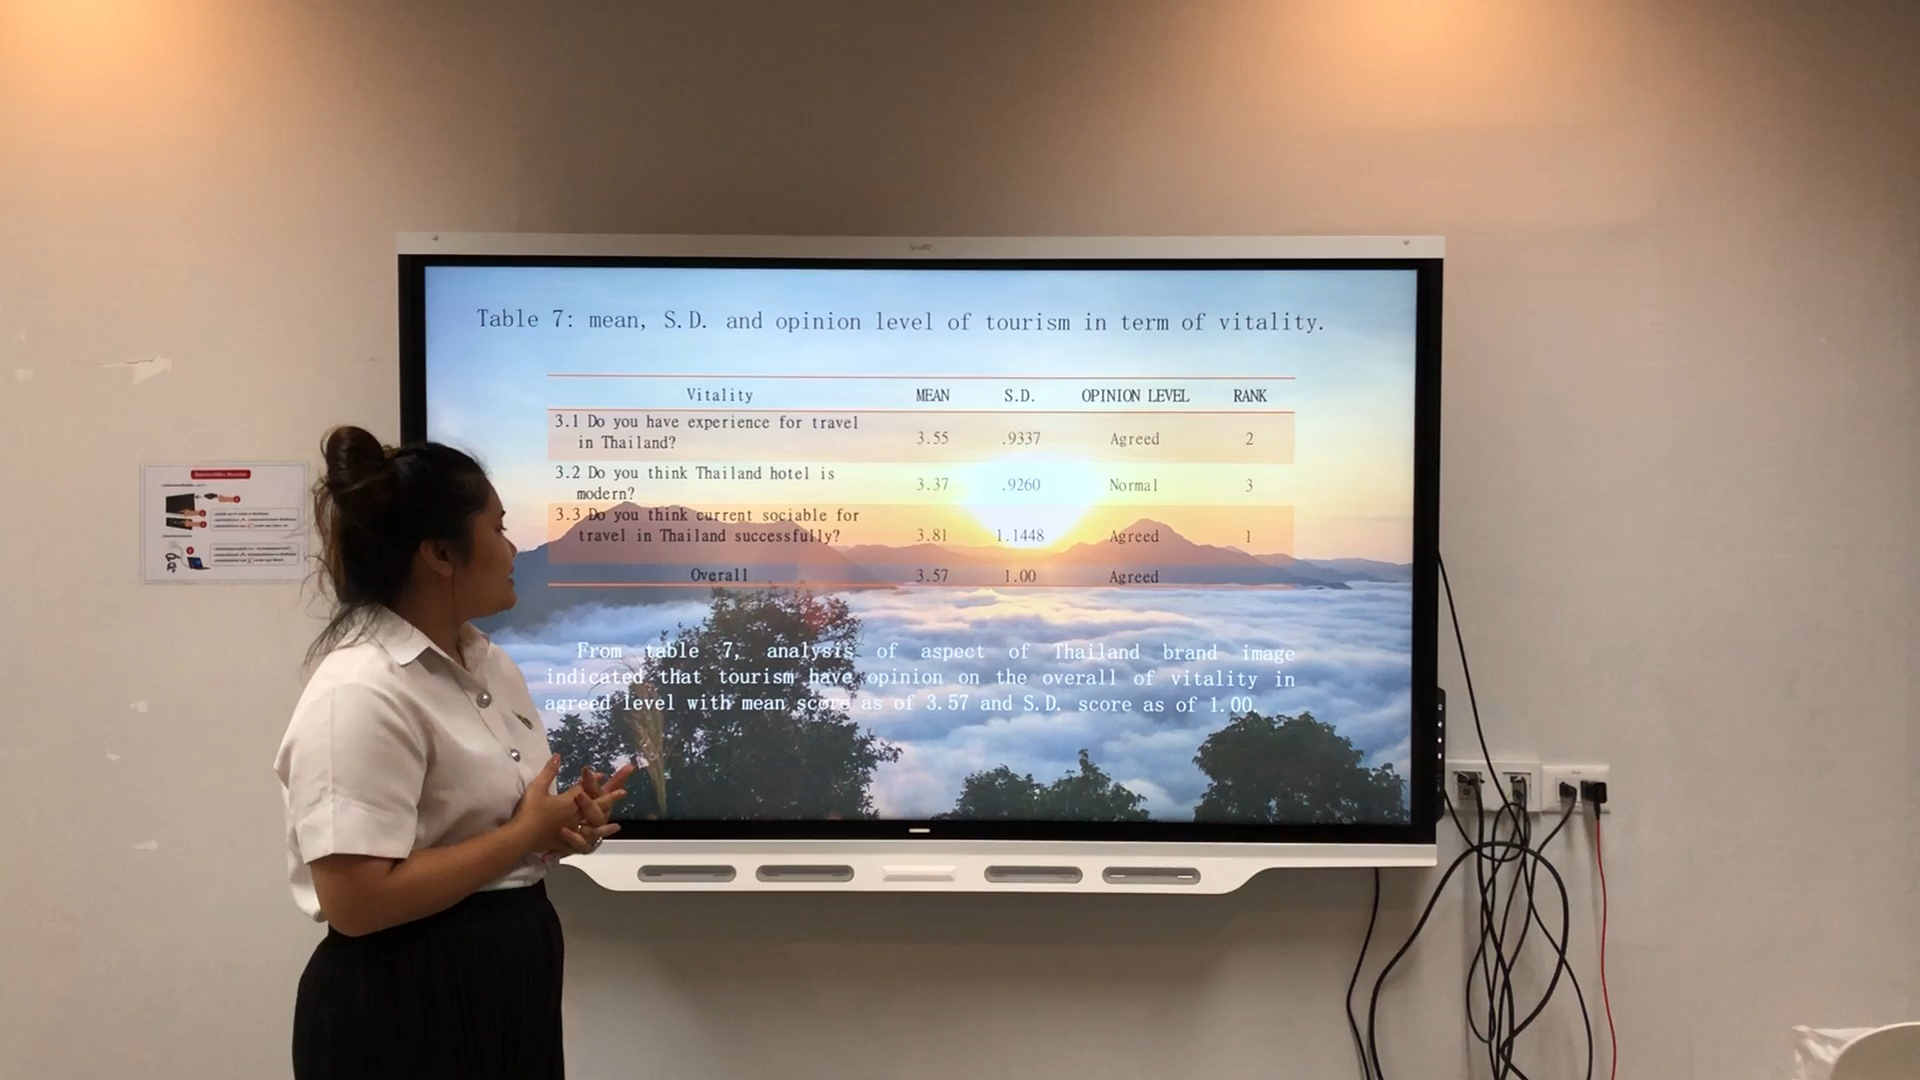 SMART
Table 7: mean, S.D. and opinion level of tourism in term of vitality.
Vitality MEAN S.D. OPINION LEVEL RANK
3.1 Do you have experience for travel
in Thailand? 3.55 .9337 Agreed 2
3.2 Do you think Thailand hotel is
modern? 3.37 .9260 Normal 3
3.3 Do you think current sociable for
travel in Thailand successfully? 3.81 1.1448 Agreed 1
Overall 3.57 1.00 Agreed
From table 7, analysis of aspect of Thailand brand image
indicated that tourism have opinion on the overall of vitality in
agreed level with mean score as of 3.57 and S.D. score as of 1.00.